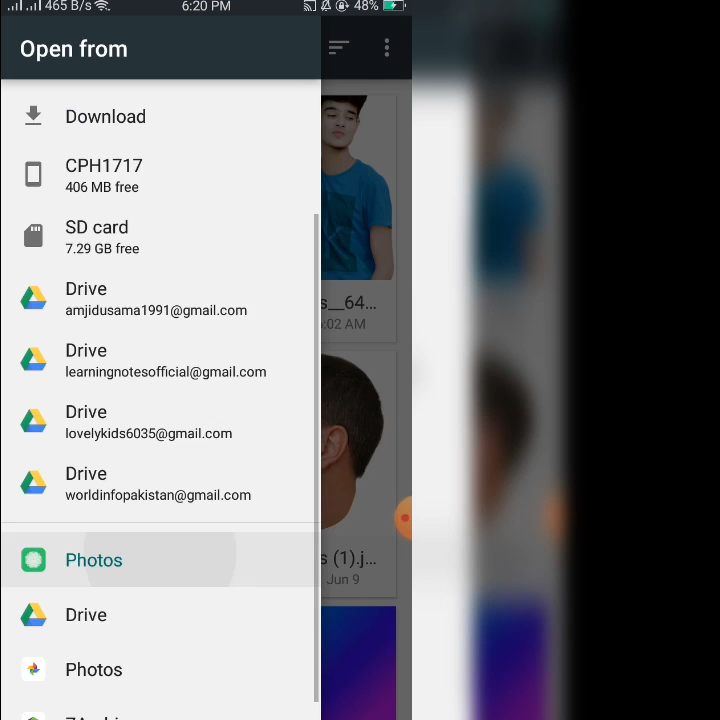 465 B/s 6:20 PM 48%
Open from
Download
CPH1717
406 MB free
SD card
7.29 GB free
Drive
amjidusama1991@gmail.com
Drive
learningnotesofficial@gmail.com
Drive
lovelykids6035@gmail.com
Drive
worldinfopakistan@gmail.com
Photos
Drive
Photos
s__64...
:02 AM
s (1).j...
Jun 9